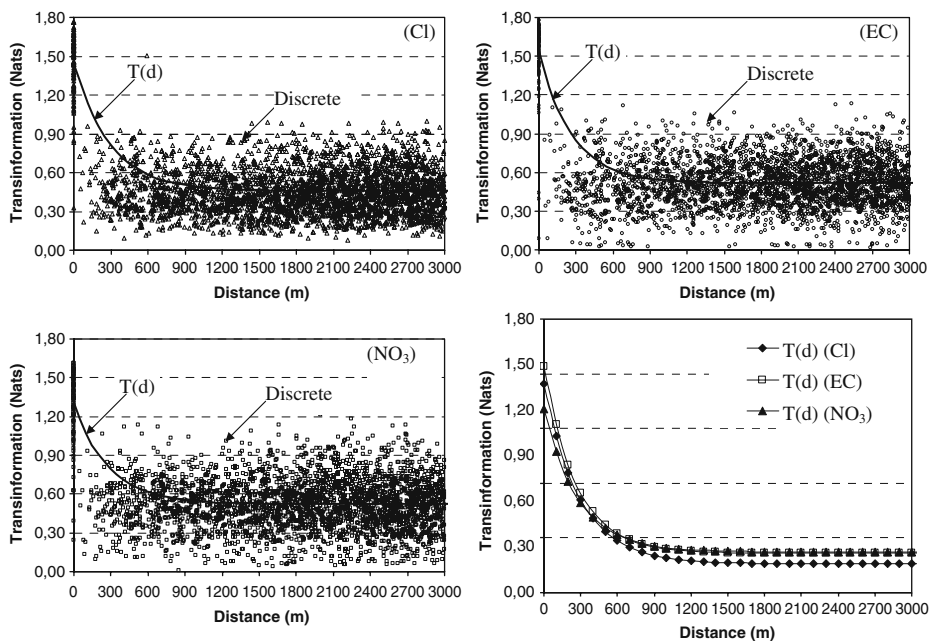 Transinformation (Nats)
1,80
1,50
1,20
0,90
0,60
0,30
0,00
(Cl)
T(d)
Discrete
0 300 600 900 1200 1500 1800 2100 2400 2700 3000
Distance (m)
Transinformation (Nats)
1,80
1,50
1,20
0,90
0,60
0,30
0,00
(EC)
T(d)
Discrete
0 300 600 900 1200 1500 1800 2100 2400 2700 3000
Distance (m)
Transinformation (Nats)
1,80
1,50
1,20
0,90
0,60
0,30
0,00
(NO₃)
T(d)
Discrete
0 300 600 900 1200 1500 1800 2100 2400 2700 3000
Distance (m)
Transinformation (Nats)
1,80
1,50
1,20
0,90
0,60
0,30
0,00
T(d) (Cl)
T(d) (EC)
T(d) (NO₃)
0 300 600 900 1200 1500 1800 2100 2400 2700 3000
Distance (m)